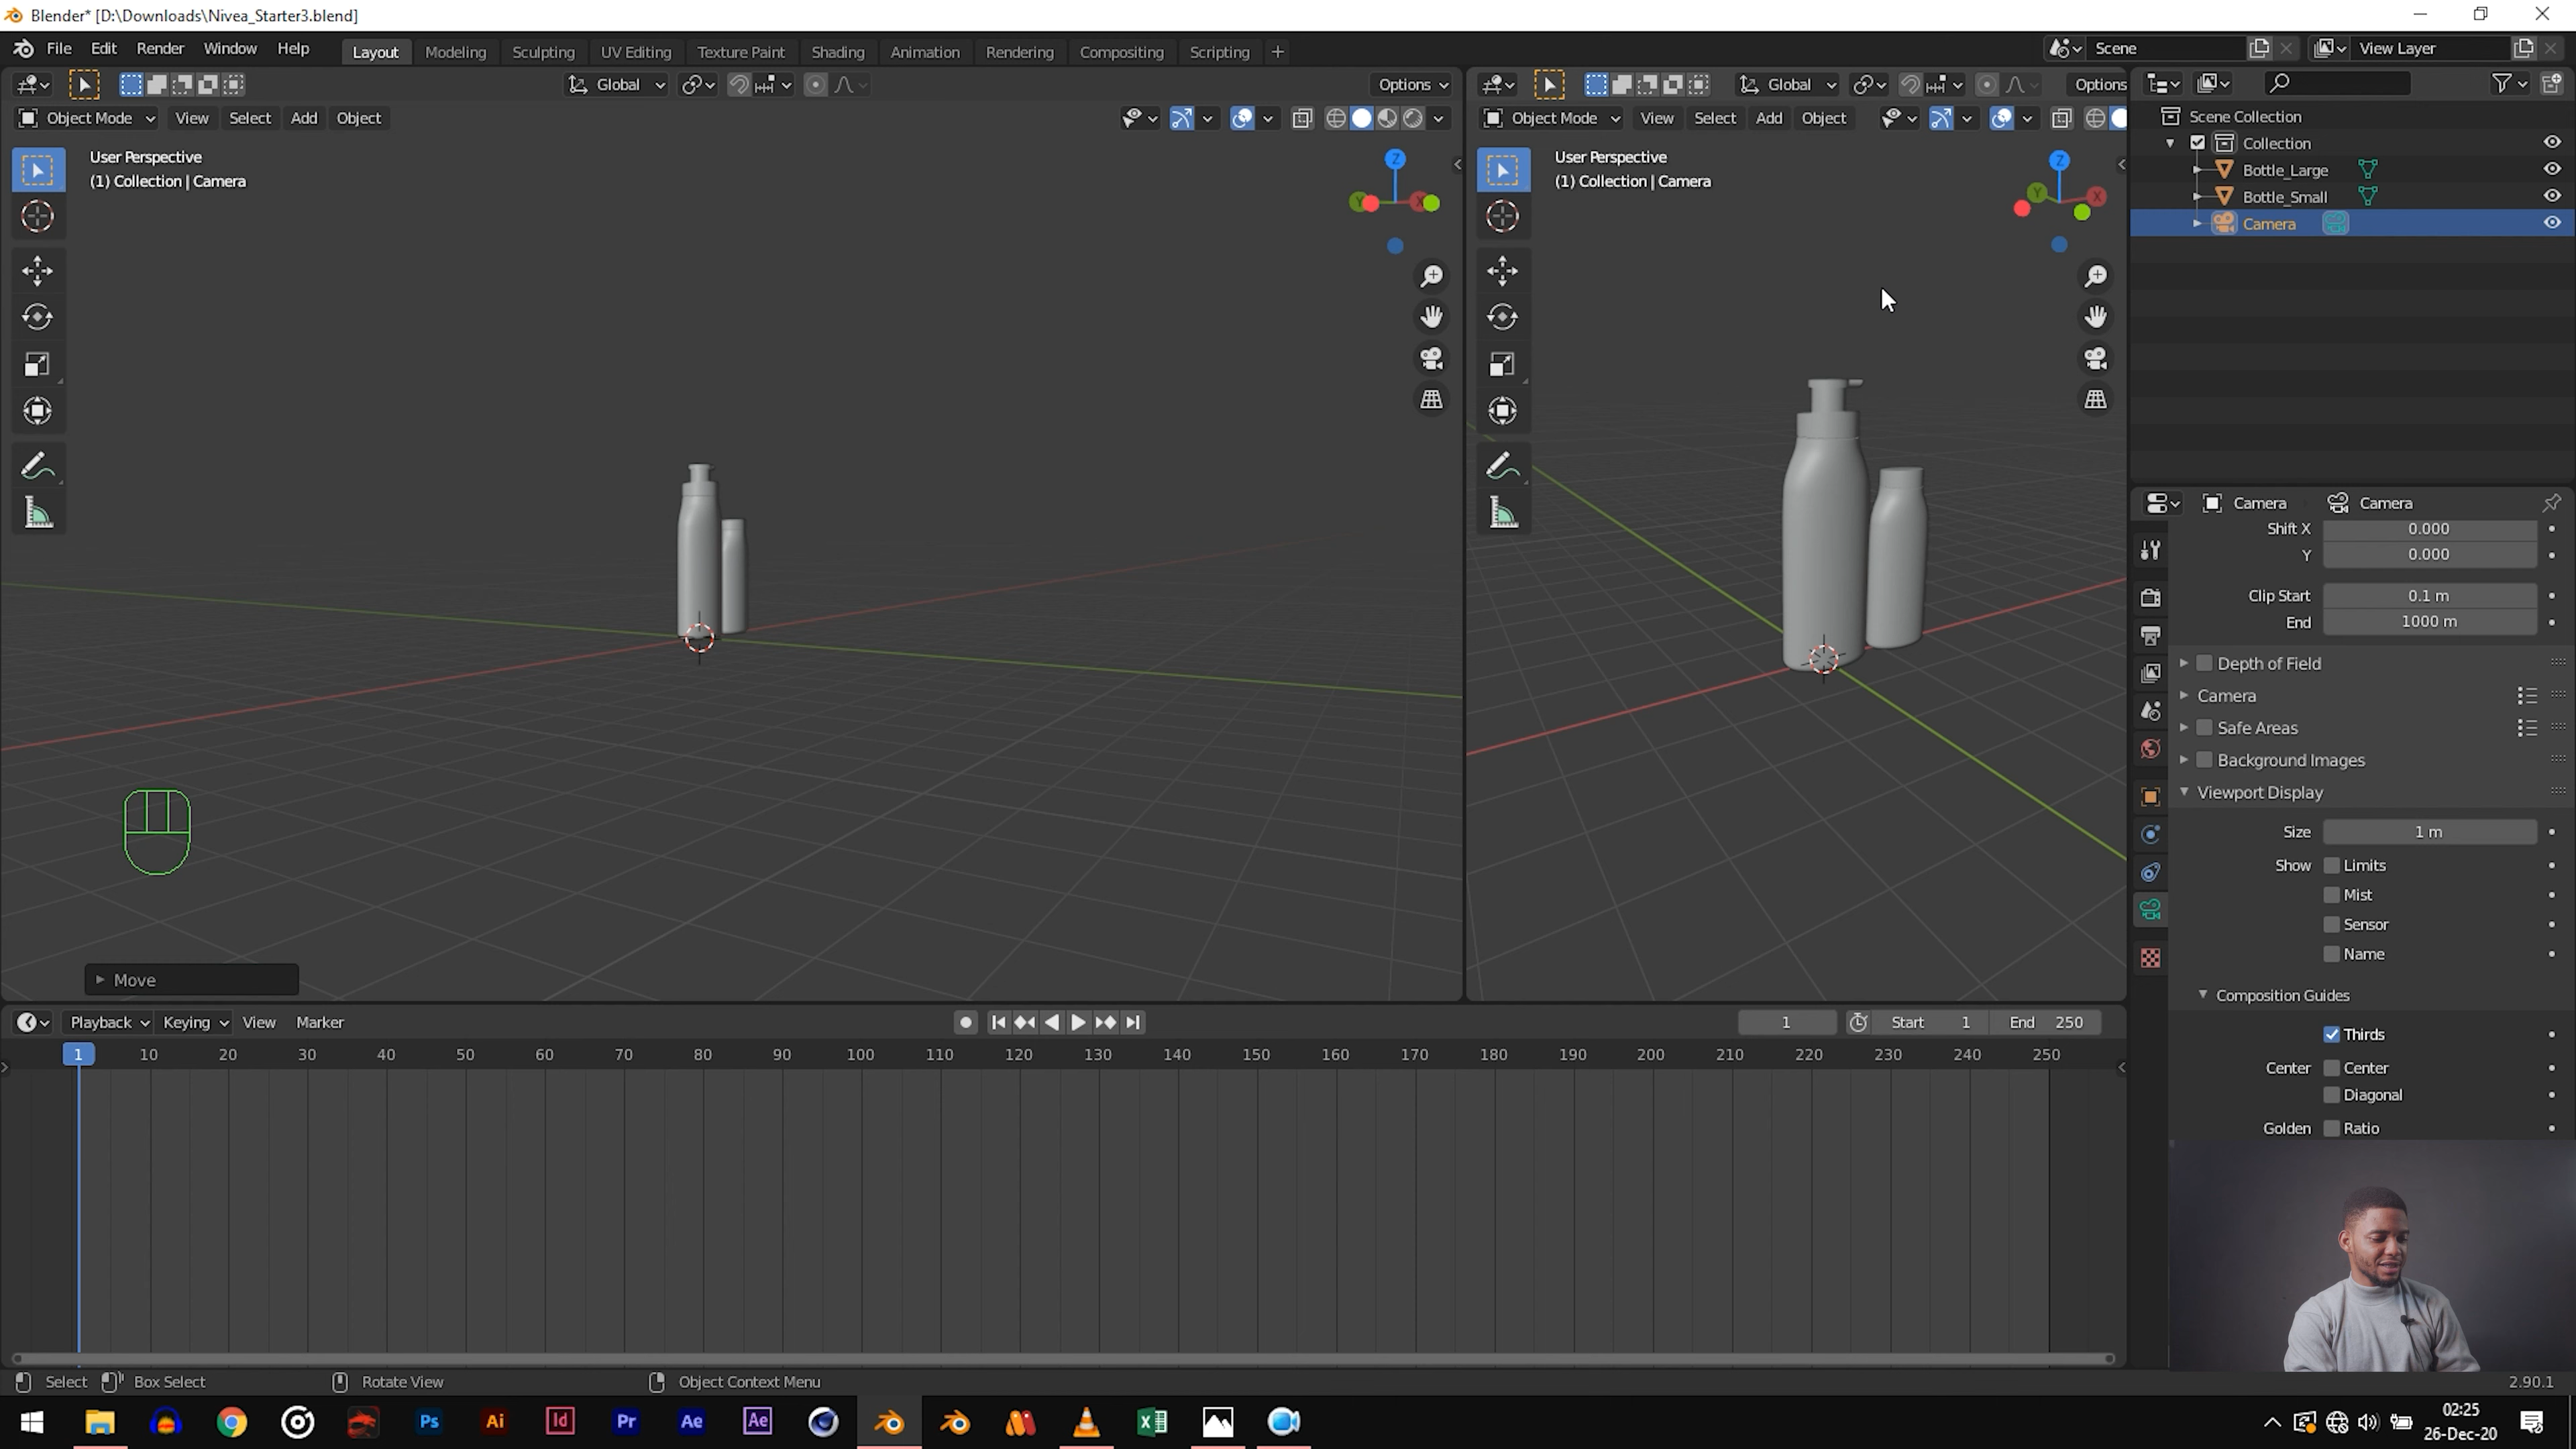 Blender* [D:\Downloads\Nivea_Starter3.blend]
File Edit Render Window Help
Layout Modeling Sculpting UV Editing Texture Paint Shading Animation Rendering Compositing Scripting +
Scene
View Layer
Global
Options
Global
Options
Object Mode View Select Add Object
Object Mode View Select Add Object
User Perspective
(1) Collection | Camera
Z
Y
X
User Perspective
(1) Collection | Camera
Z
Y
X
Scene Collection
Collection
Bottle_Large
Bottle_Small
Camera
Camera Camera
Shift X 0.000
Y 0.000
Clip Start 0.1 m
End 1000 m
Depth of Field
Camera
Safe Areas
Background Images
Viewport Display
Size 1 m
Show Limits
Mist
Sensor
Name
Composition Guides
Thirds
Center Center
Diagonal
Golden Ratio
Move
Playback Keying View Marker
1 Start 1 End 250
1 10 20 30 40 50 60 70 80 90 100 110 120 130 140 150 160 170 180 190 200 210 220 230 240 250
Select Box Select Rotate View Object Context Menu
2.90.1
Ps Ai Id Pr Ae Ae
02:25
26-Dec-20